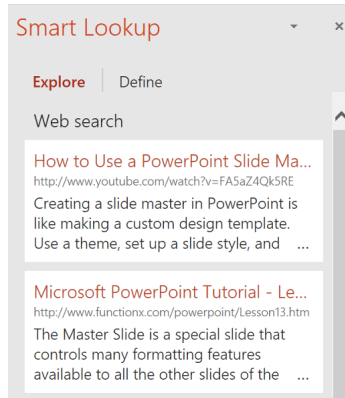 Smart Lookup
Explore Define
Web search
How to Use a PowerPoint Slide Ma...
http://www.youtube.com/watch?v=FA5aZ4Qk5RE
Creating a slide master in PowerPoint is
like making a custom design template.
Use a theme, set up a slide style, and ...
Microsoft PowerPoint Tutorial - Le...
http://www.functionx.com/powerpoint/Lesson13.htm
The Master Slide is a special slide that
controls many formatting features
available to all the other slides of the ...